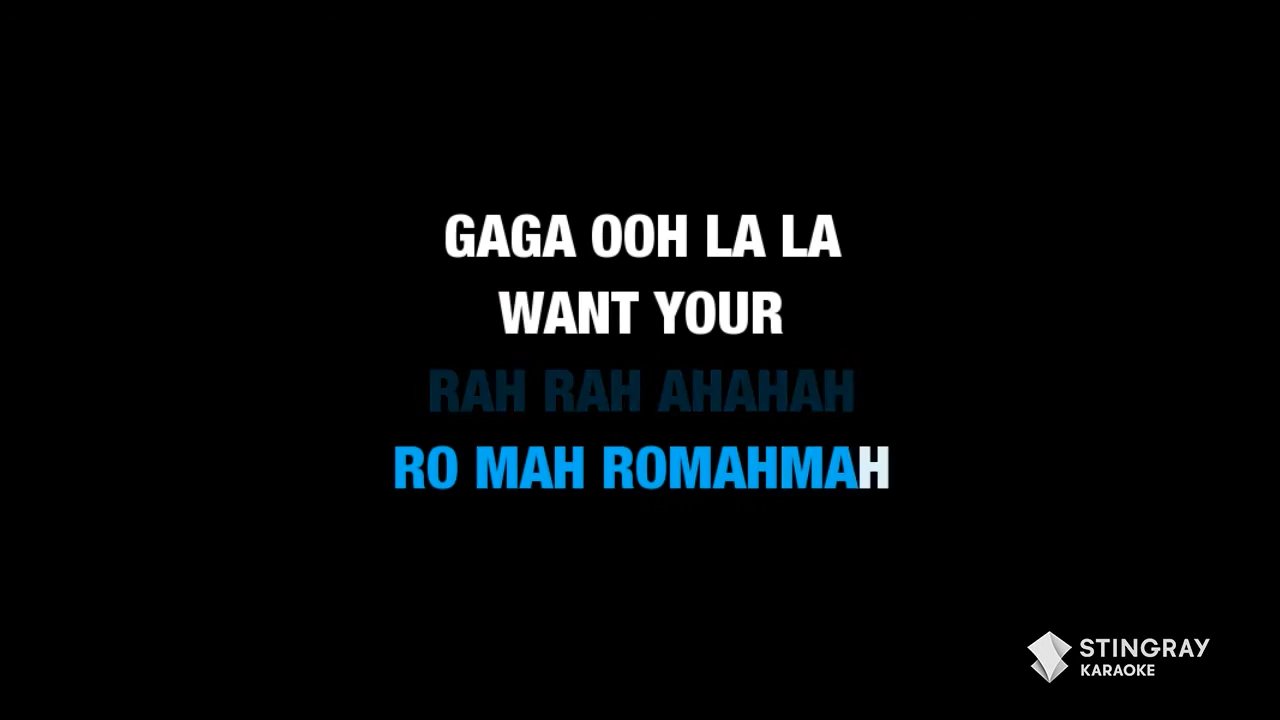 GAGA OOH LA LA
WANT YOUR
RAH RAH AHAHAH
RO MAH ROMAHMAH
STINGRAY
KARAOKE